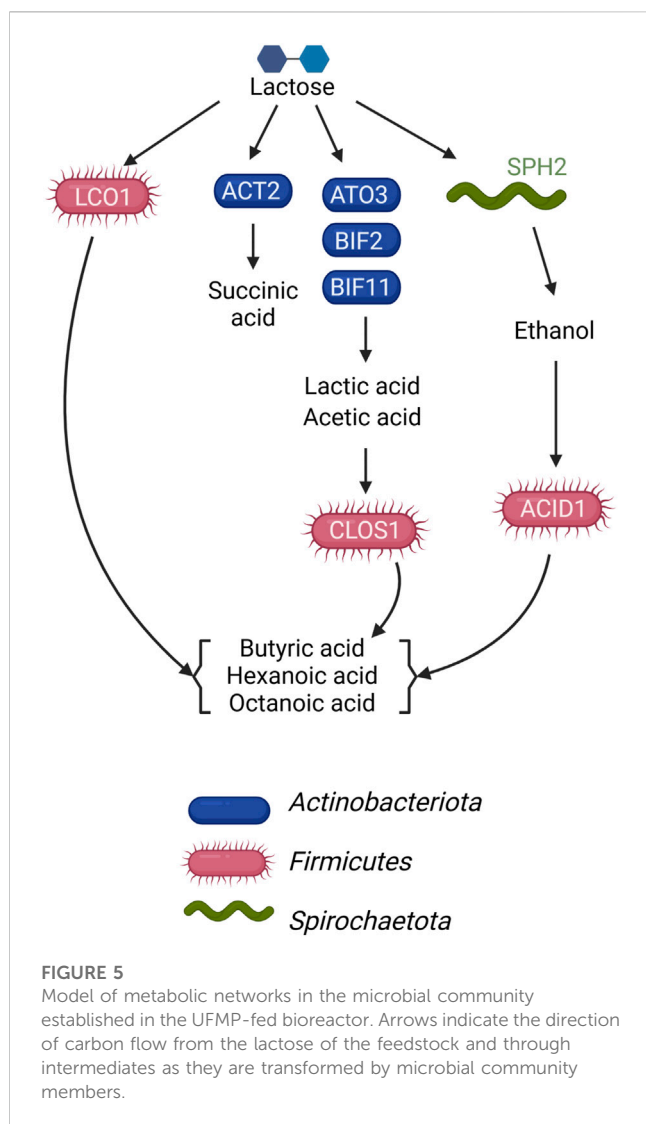 Lactose
SPH2
LCO1
ACT2
ATO3
BIF2
BIF11
Succinic
acid
Ethanol
Lactic acid
Acetic acid
CLOS1
ACID1
Butyric acid
Hexanoic acid
Octanoic acid
Actinobacteriota
Firmicutes
Spirochaetota
FIGURE 5
Model of metabolic networks in the microbial community
established in the UFMP-fed bioreactor. Arrows indicate the direction
of carbon flow from the lactose of the feedstock and through
intermediates as they are transformed by microbial community
members.